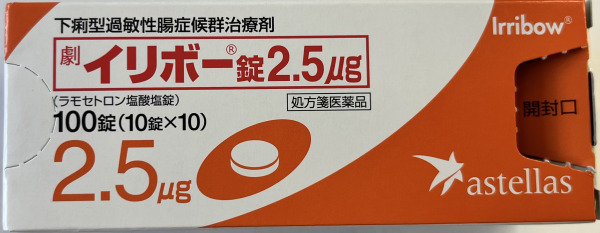 下痢型過敏性腸症候群治療剤
Irribow®
劇 イリボー®錠2.5μg
(ラモセトロン塩酸塩錠)
処方箋医薬品
100錠(10錠×10)
開封口
2.5μg
astellas